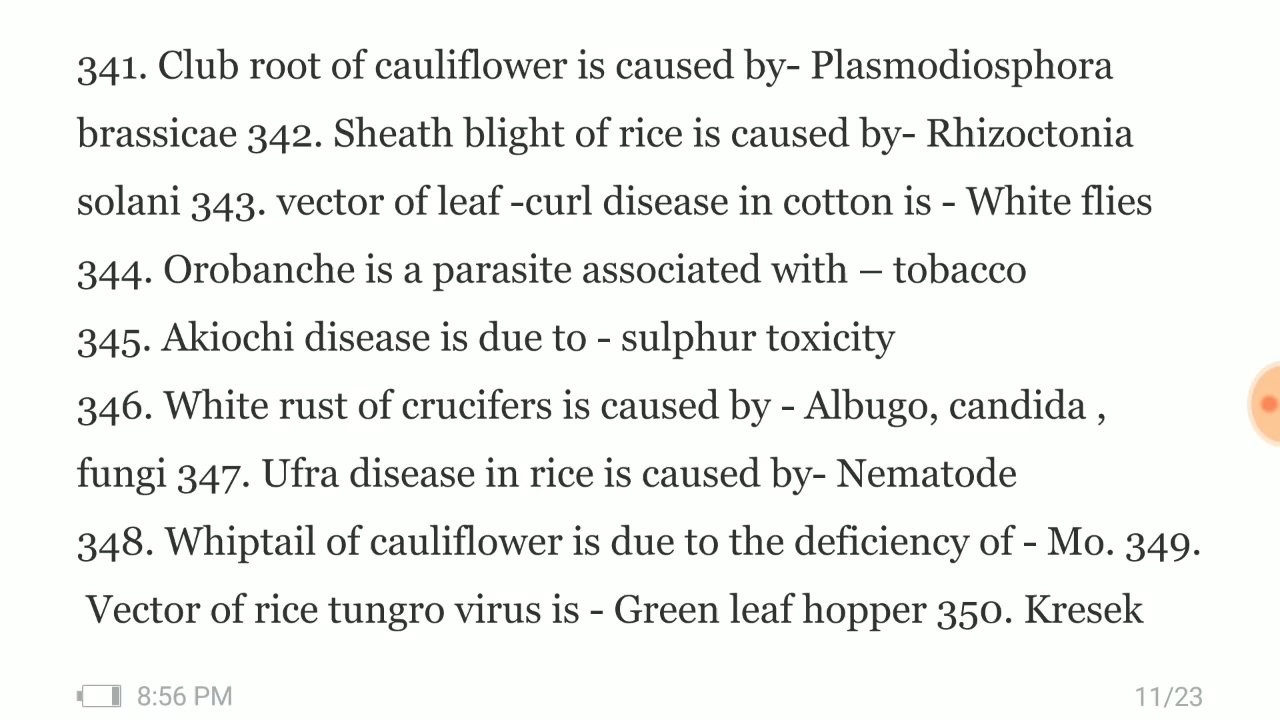 341. Club root of cauliflower is caused by- Plasmodiosphora
brassicae 342. Sheath blight of rice is caused by- Rhizoctonia
solani 343. vector of leaf -curl disease in cotton is - White flies
344. Orobanche is a parasite associated with – tobacco
345. Akiochi disease is due to - sulphur toxicity
346. White rust of crucifers is caused by - Albugo, candida ,
fungi 347. Ufra disease in rice is caused by- Nematode
348. Whiptail of cauliflower is due to the deficiency of - Mo. 349.
Vector of rice tungro virus is - Green leaf hopper 350. Kresek
8:56 PM 11/23